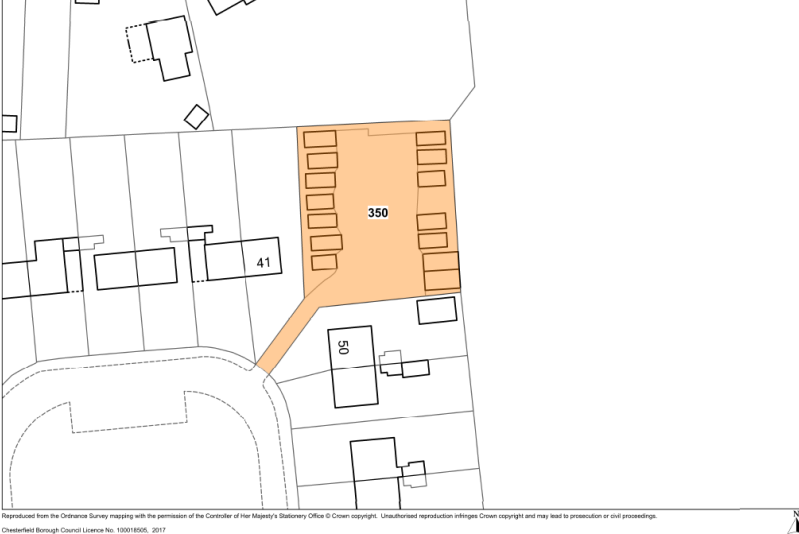 350
41
50
Reproduced from the Ordnance Survey mapping with the permission of the Controller of Her Majesty's Stationery Office © Crown copyright. Unauthorised reproduction infringes Crown copyright and may lead to prosecution or civil proceedings.
Chesterfield Borough Council Licence No. 100018505, 2017
N